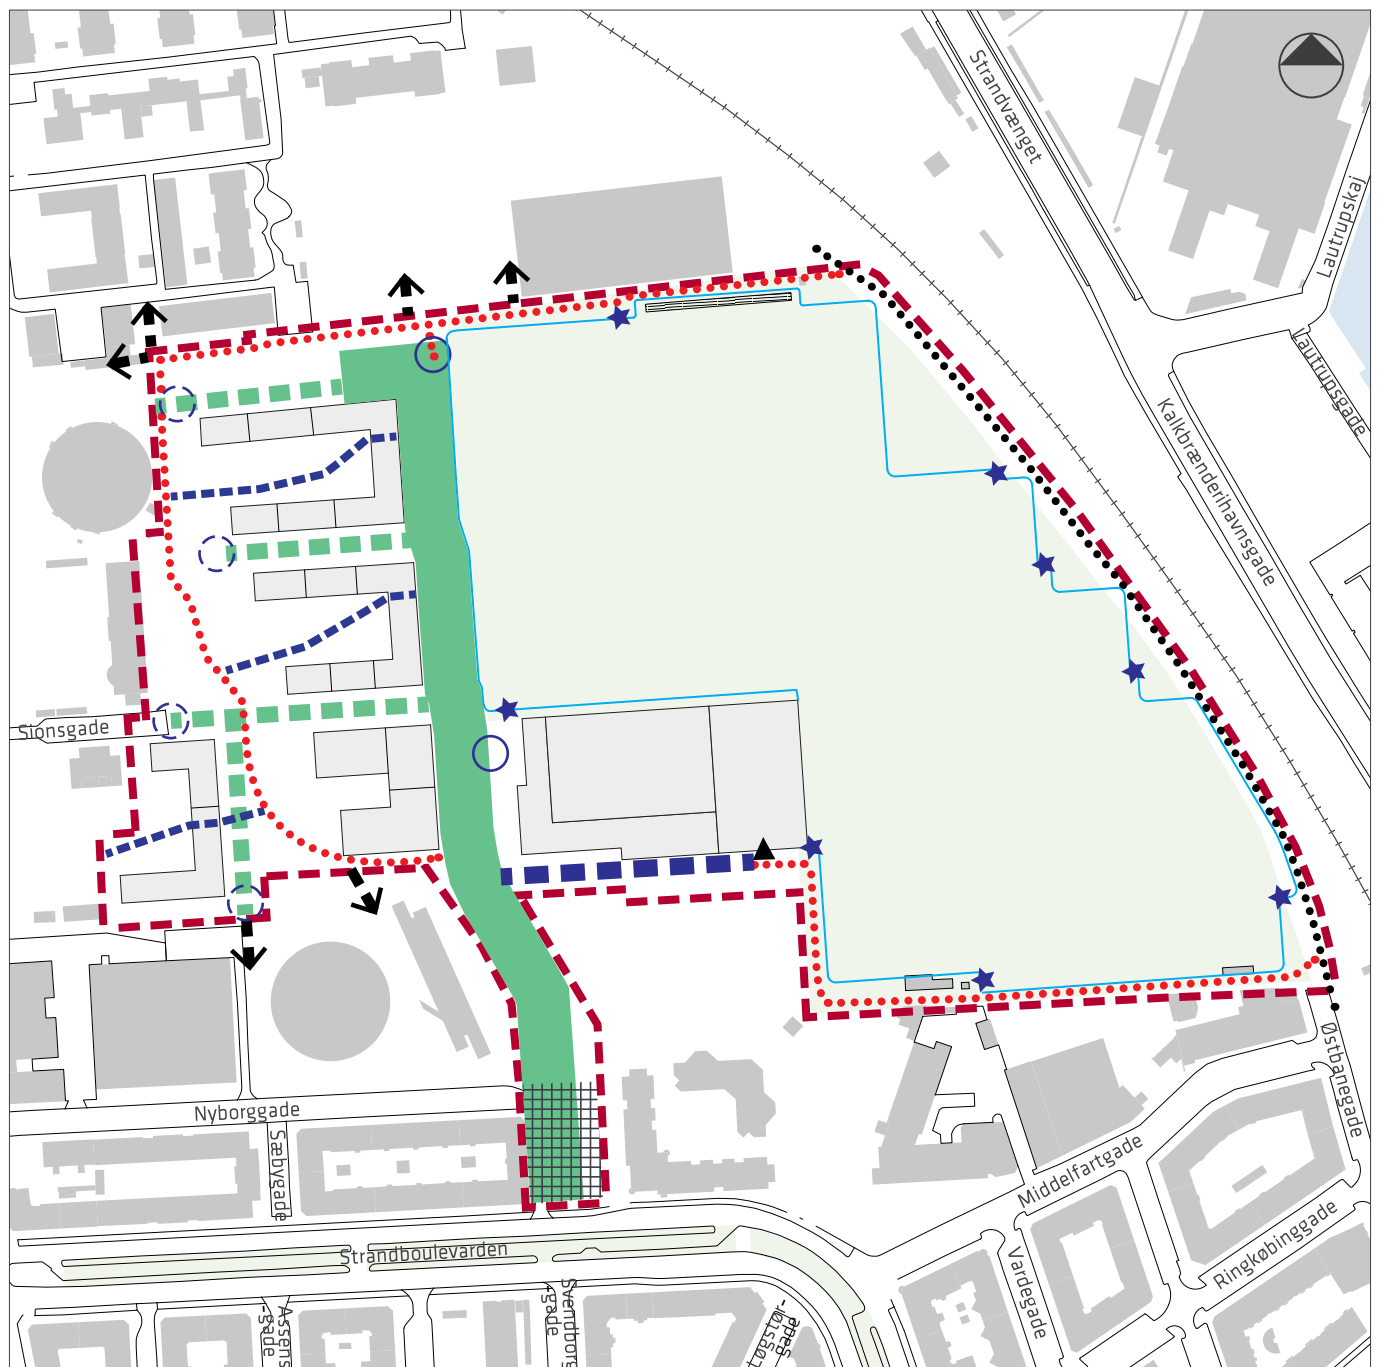 Strandvænget
Lautrupskaj
Lautrupsgade
Kalkbrænderihavnsgade
Sionsgade
Østbanegade
Nyborggade
Sæbygade
Middelfartgade
Ringkøbinggade
Strandboulevarden
Vardegade
Assens
-gade
Svendborg
-gade
Løgstør-
gade